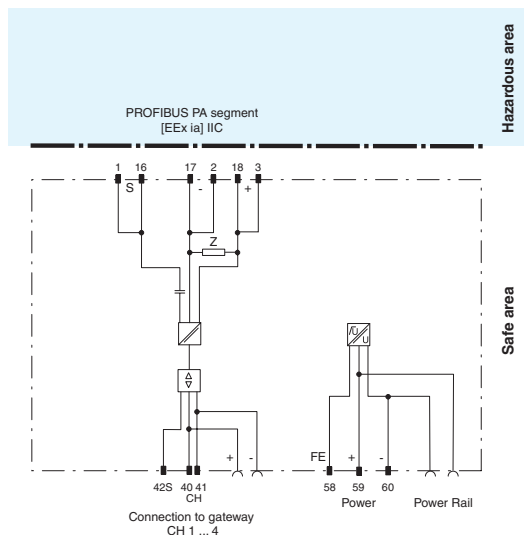 Hazardous area
PROFIBUS PA segment
[EEx ia] IIC
1 16 17 2 18 3
S - +
Z
Safe area
/U U
+ - FE + -
42S 40 41 58 59 60
CH Power Power Rail
Connection to gateway
CH 1 ... 4